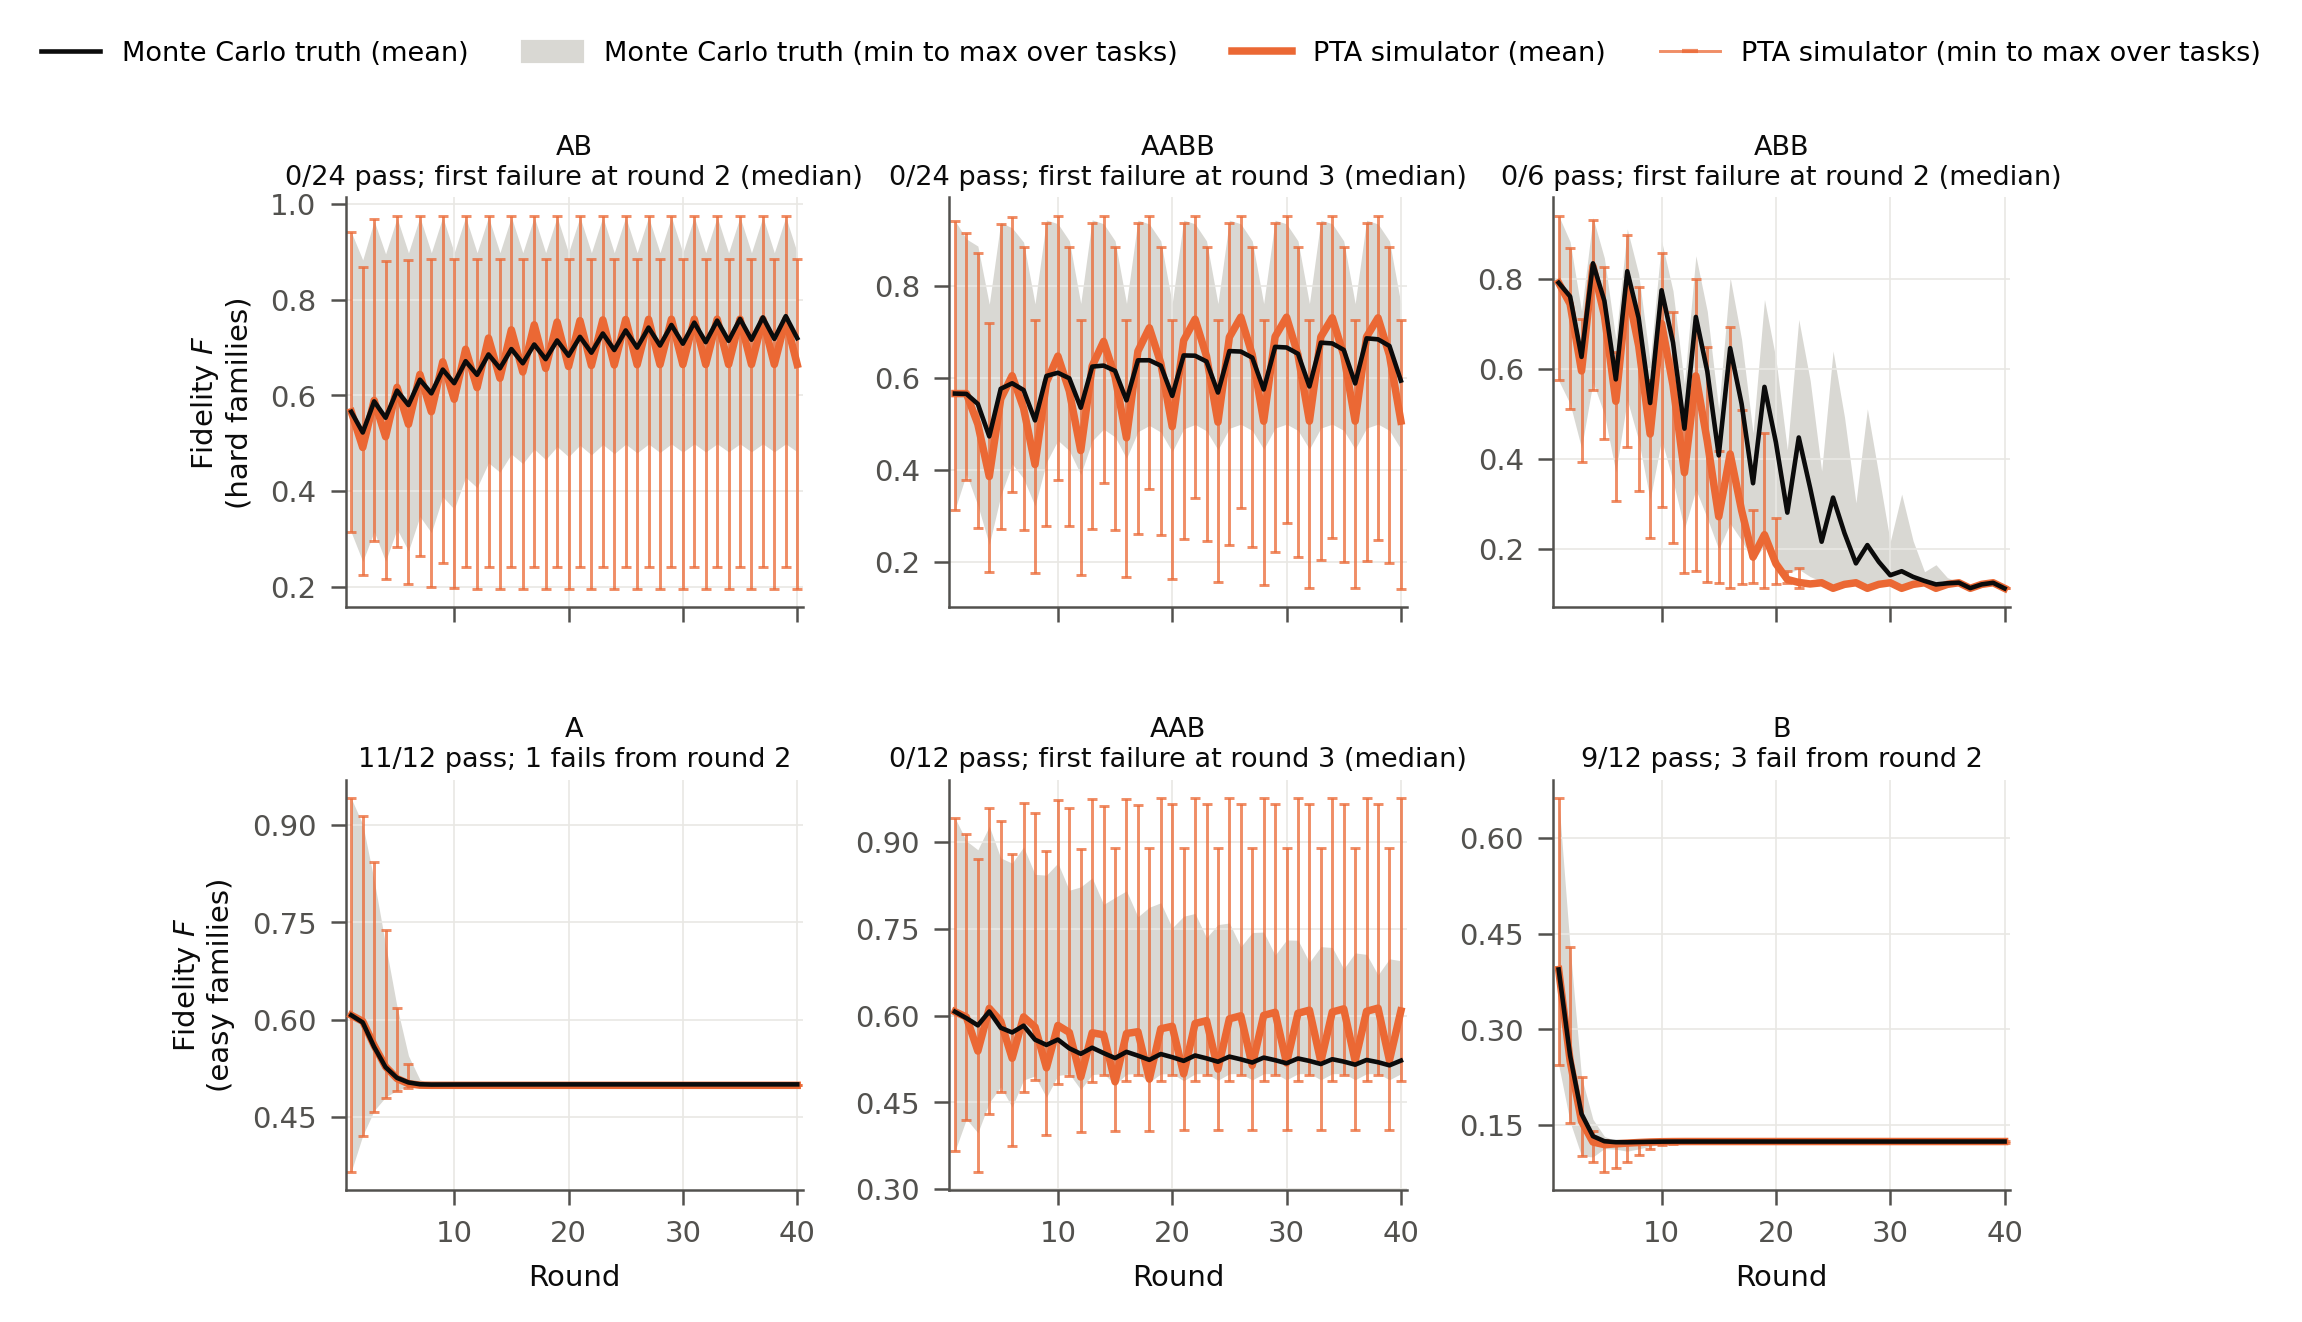 Monte Carlo truth (mean)
Monte Carlo truth (min to max over tasks)
PTA simulator (mean)
PTA simulator (min to max over tasks)
AB
0/24 pass; first failure at round 2 (median)
AABB
0/24 pass; first failure at round 3 (median)
ABB
0/6 pass; first failure at round 2 (median)
Fidelity F
(hard families)
1.0
0.8
0.6
0.4
0.2
0.8
0.6
0.4
0.2
0.8
0.6
0.4
0.2
A
11/12 pass; 1 fails from round 2
AAB
0/12 pass; first failure at round 3 (median)
B
9/12 pass; 3 fail from round 2
Fidelity F
(easy families)
0.90
0.75
0.60
0.45
0.90
0.75
0.60
0.45
0.30
0.60
0.45
0.30
0.15
10 20 30 40
10 20 30 40
10 20 30 40
Round
Round
Round